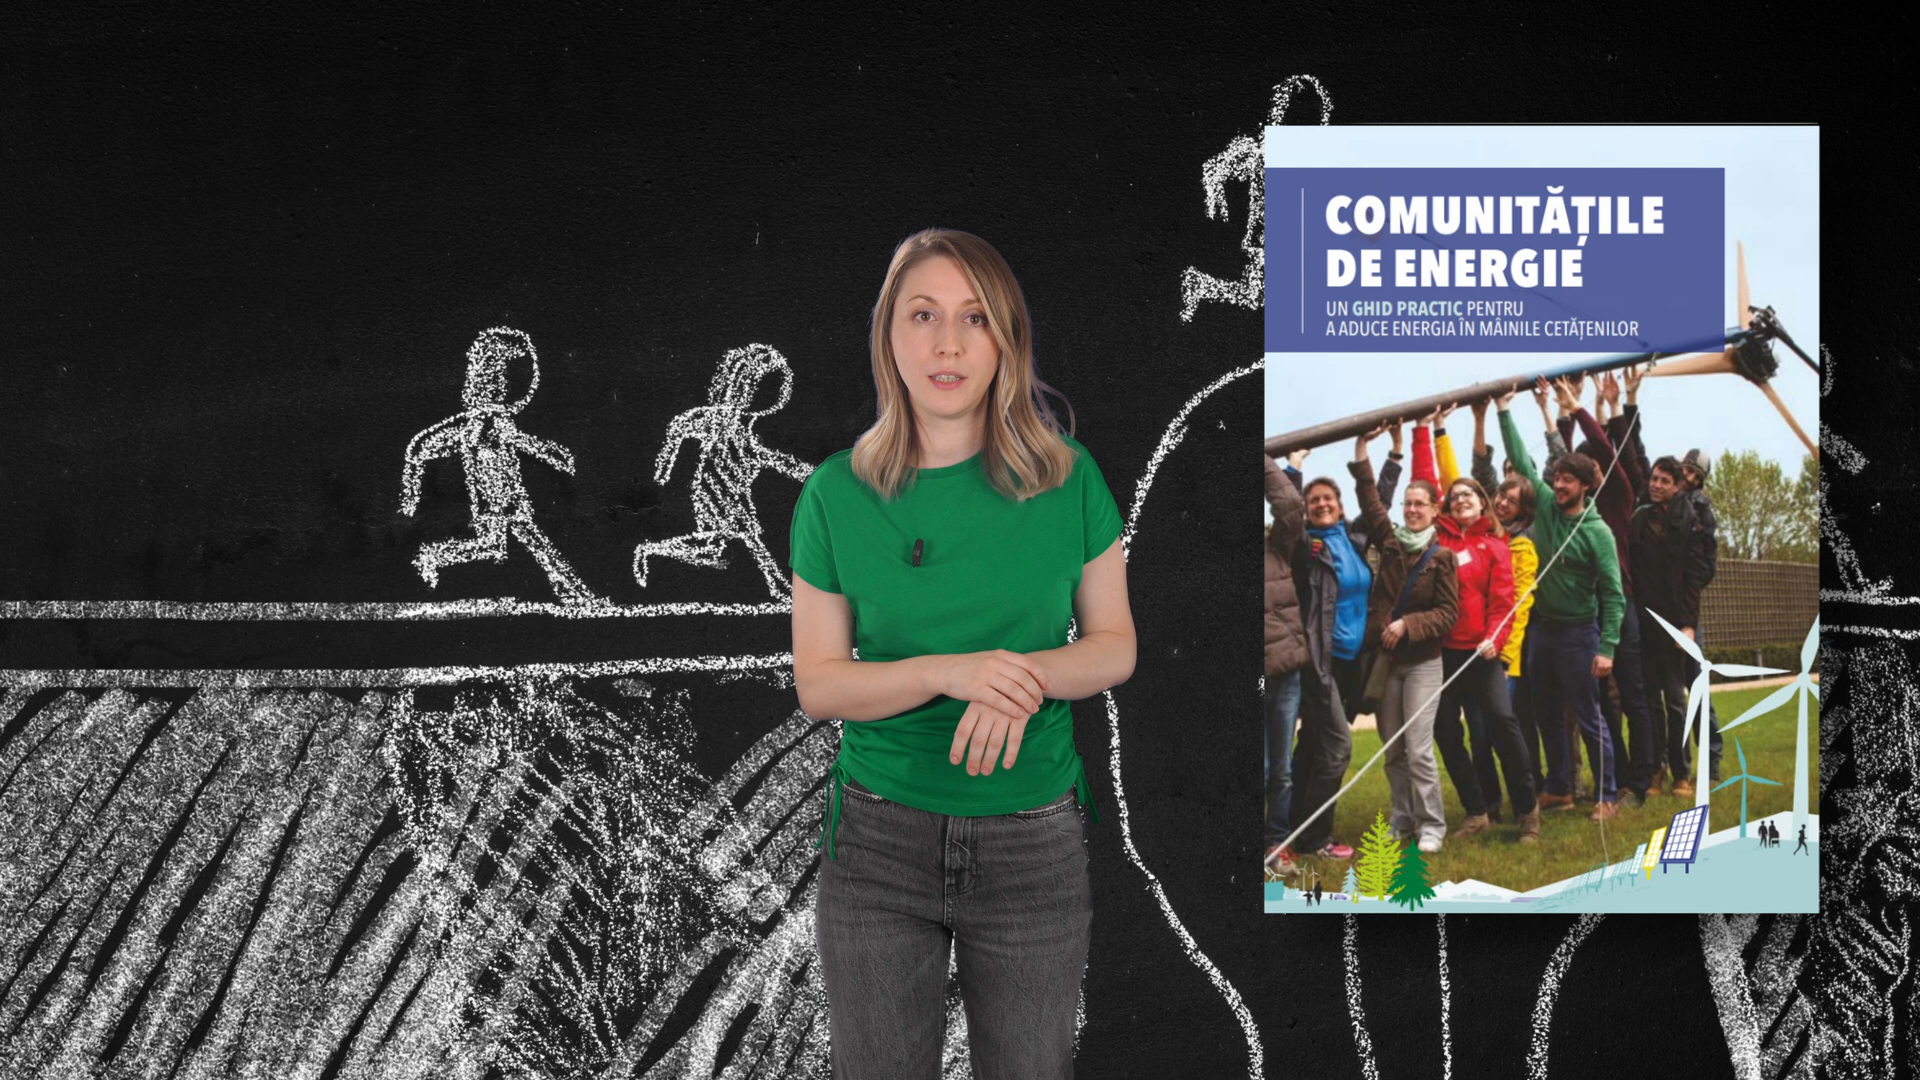 COMUNITĂȚILE
DE ENERGIE
UN GHID PRACTIC PENTRU
A ADUCE ENERGIA ÎN MÂINILE CETĂȚENILOR